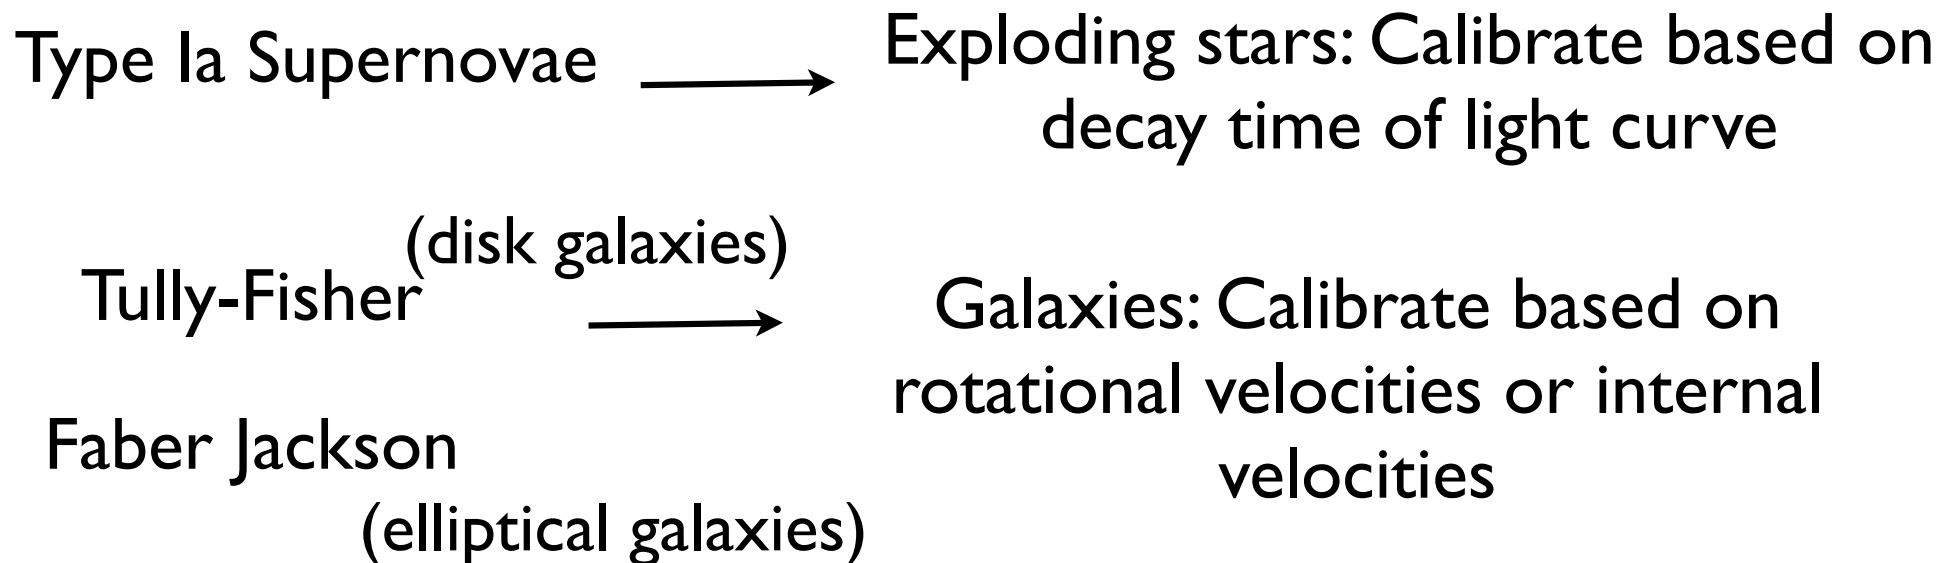 Type Ia Supernovae
Exploding stars: Calibrate based on
decay time of light curve
(disk galaxies)
Tully-Fisher
Galaxies: Calibrate based on
rotational velocities or internal
velocities
Faber Jackson
(elliptical galaxies)